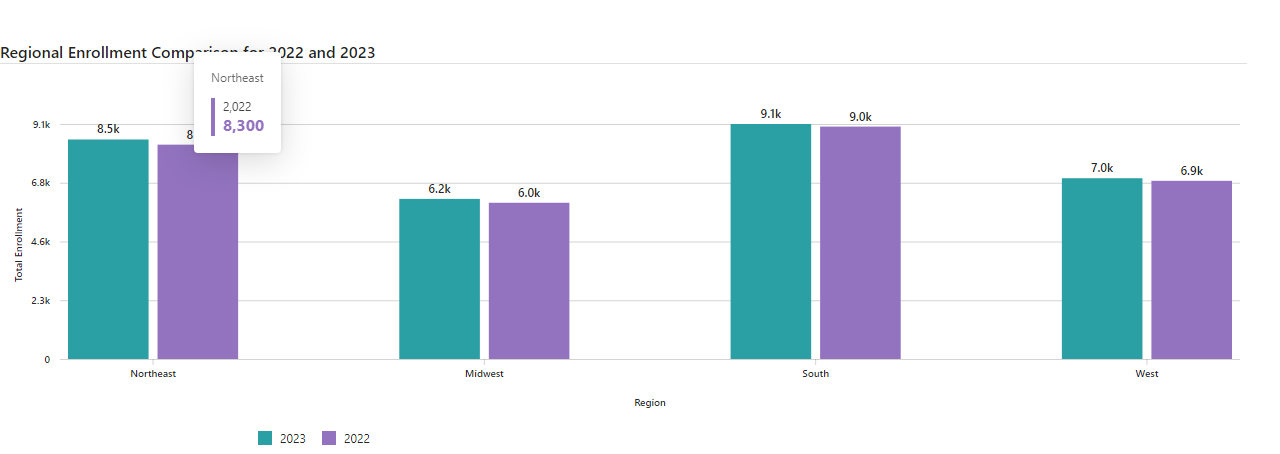 Regional Enrollment Comparison for 2022 and 2023
Northeast
2,022
8,300
9.1k
6.8k
4.6k
2.3k
0
Total Enrollment
8.5k
8
6.2k
6.0k
9.1k
9.0k
7.0k
6.9k
Northeast
Midwest
South
West
Region
2023
2022